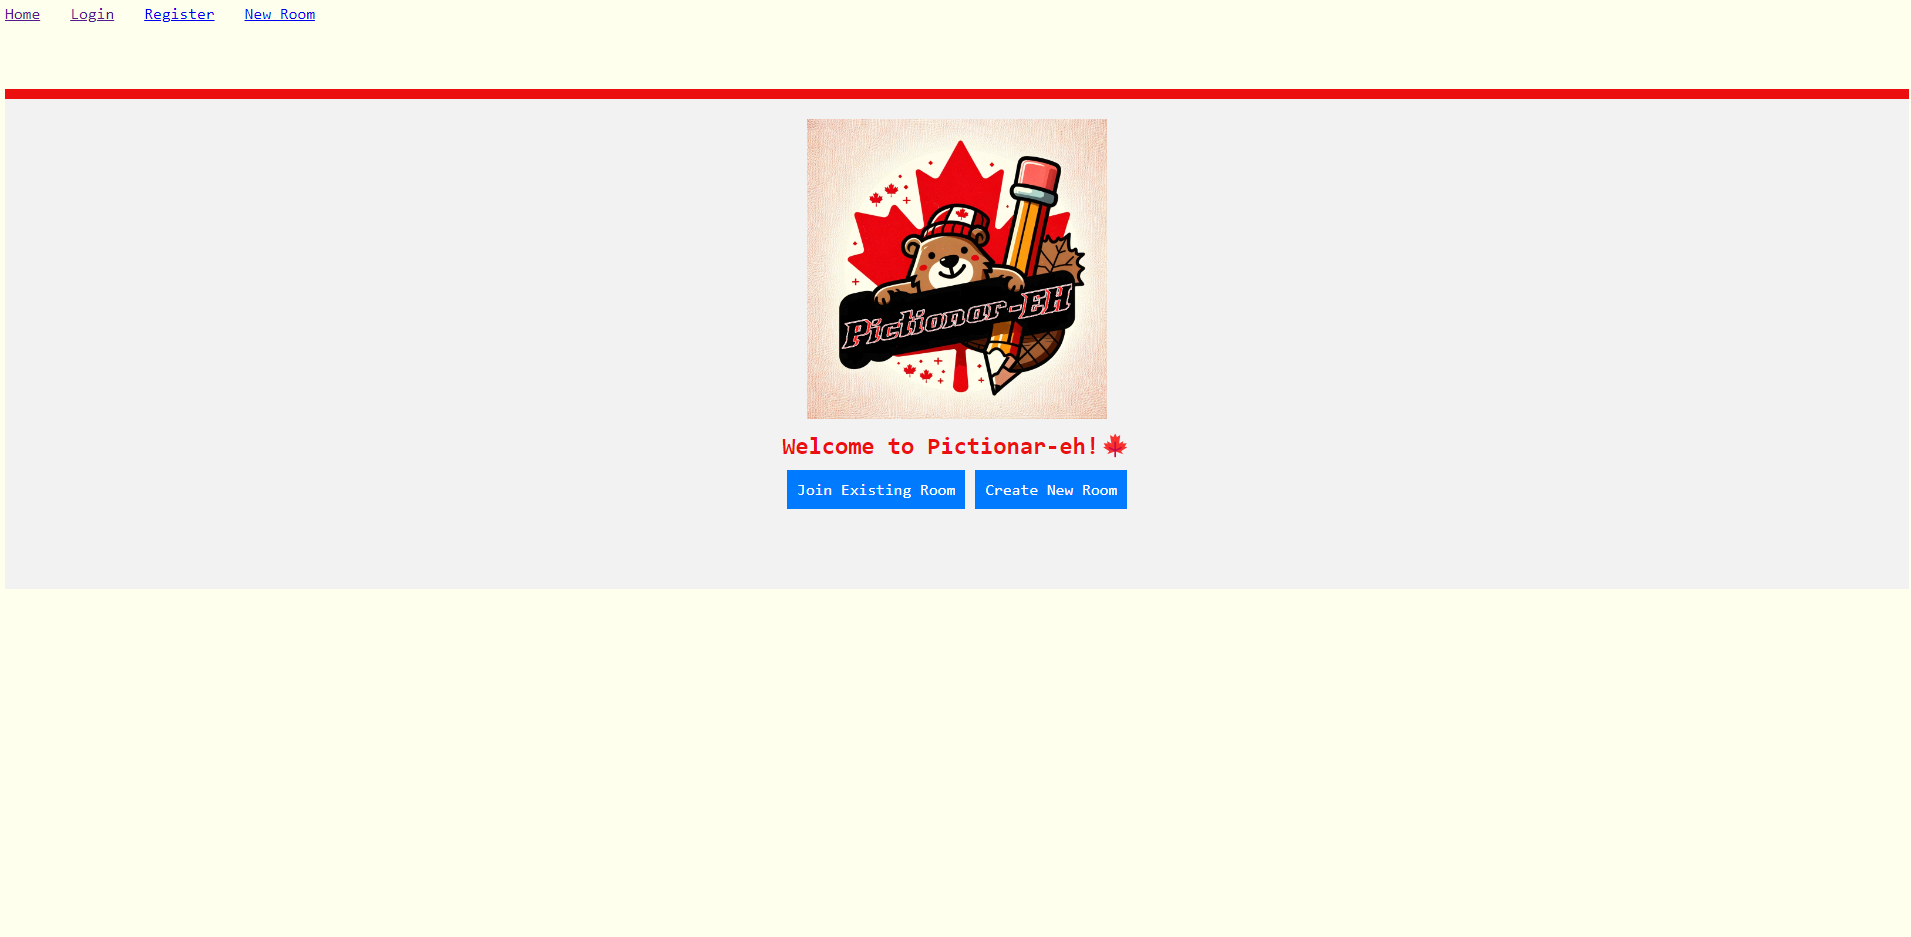 Home Login Register New Room
Pictionar-EH
Welcome to Pictionar-eh!🍁
Join Existing Room Create New Room